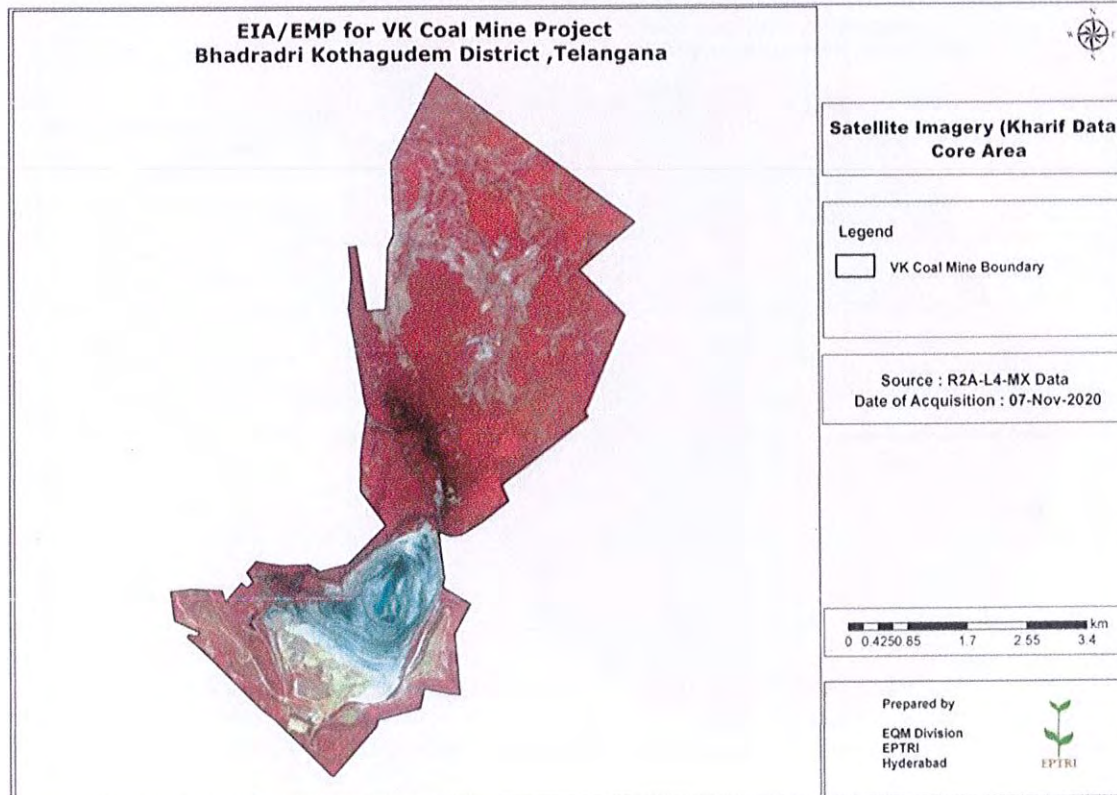 EIA/EMP for VK Coal Mine Project
Bhadradri Kothagudem District ,Telangana
N
W
E
S
Satellite Imagery (Kharif Data
Core Area
Legend
VK Coal Mine Boundary
Source : R2A-L4-MX Data
Date of Acquisition : 07-Nov-2020
km
0 0.425 0.85 1.7 2.55 3.4
Prepared by
EQM Division
EPTRI
Hyderabad
EPTRI